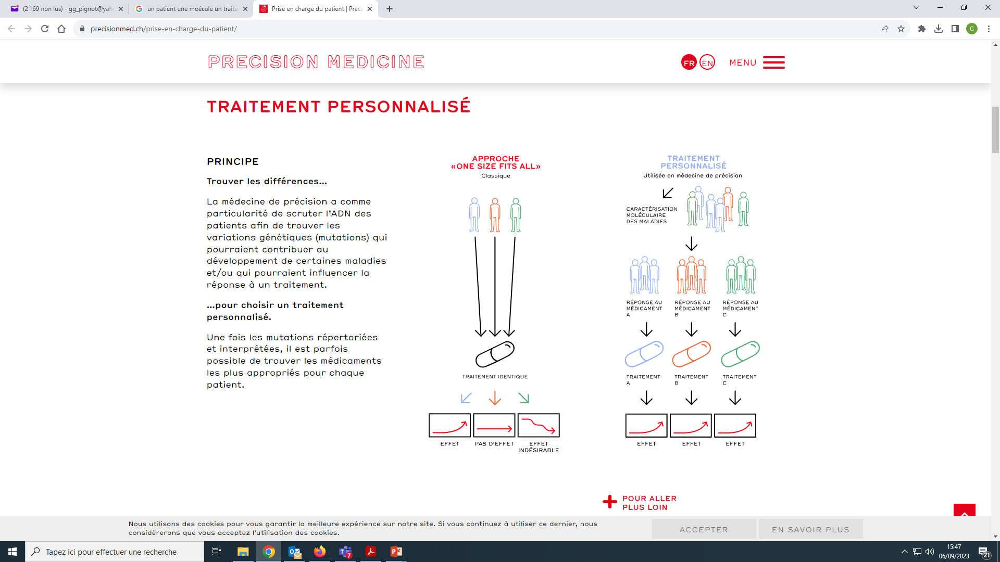 (2 169 non lus) - gg_pignot@yah
un patient une moécule un traite
Prise en charge du patient | Preci
precisionmed.ch/prise-en-charge-du-patient/
G
PRECISION MEDICINE
FR
EN
MENU
TRAITEMENT PERSONNALISÉ
PRINCIPE
Trouver les différences...
La médecine de précision a comme
particularité de scruter l'ADN des
patients afin de trouver les
variations génétiques (mutations) qui
pourraient contribuer au
développement de certaines maladies
et/ou qui pourraient influencer la
réponse à un traitement.
...pour choisir un traitement
personnalisé.
Une fois les mutations répertoriées
et interprétées, il est parfois
possible de trouver les médicaments
les plus appropriés pour chaque
patient.
APPROCHE
«ONE SIZE FITS ALL»
Classique
TRAITEMENT IDENTIQUE
EFFET
PAS D'EFFET
EFFET
INDÉSIRABLE
TRAITEMENT
PERSONNALISÉ
Utilisée en médecine de précision
CARACTÉRISATION
MOLÉCULAIRE
DES MALADIES
RÉPONSE AU
MÉDICAMENT
A
RÉPONSE AU
MÉDICAMENT
B
RÉPONSE AU
MÉDICAMENT
C
TRAITEMENT
A
TRAITEMENT
B
TRAITEMENT
C
EFFET
EFFET
EFFET
POUR ALLER
PLUS LOIN
Nous utilisons des cookies pour vous garantir la meilleure expérience sur notre site. Si vous continuez à utiliser ce dernier, nous
considérerons que vous acceptez l'utilisation des cookies.
ACCEPTER
EN SAVOIR PLUS
Tapez ici pour effectuer une recherche
7
15:47
06/09/2023
21